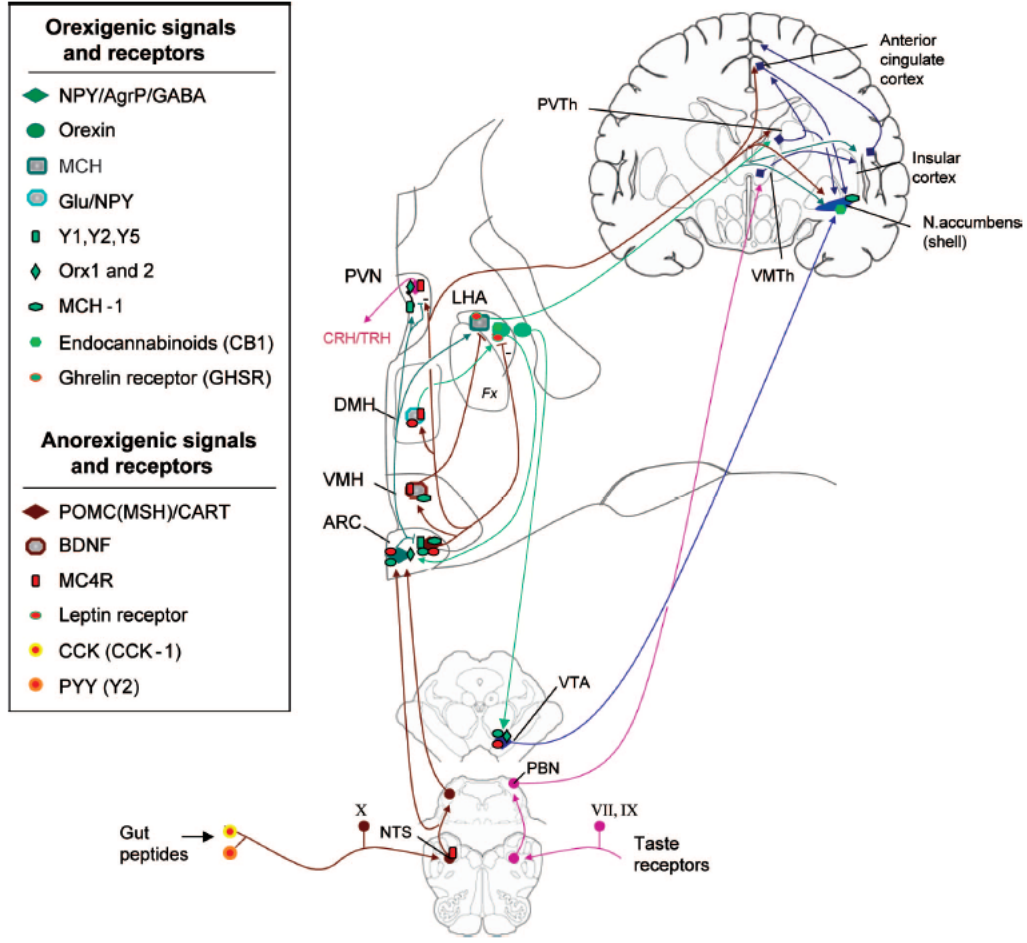 Orexigenic signals
and receptors
NPY/AgrP/GABA
Orexin
MCH
Glu/NPY
Y1,Y2,Y5
Orx1 and 2
MCH-1
Endocannabinoids (CB1)
Ghrelin receptor (GHSR)
Anorexigenic signals
and receptors
POMC(MSH)/CART
BDNF
MC4R
Leptin receptor
CCK (CCK-1)
PYY (Y2)
Anterior
cingulate
cortex
PVTh
Insular
cortex
N.accumbens
(shell)
VMTh
PVN
LHA
CRH/TRH
-
-
Fx
DMH
VMH
ARC
VTA
PBN
X
VII, IX
NTS
Gut
peptides
Taste
receptors